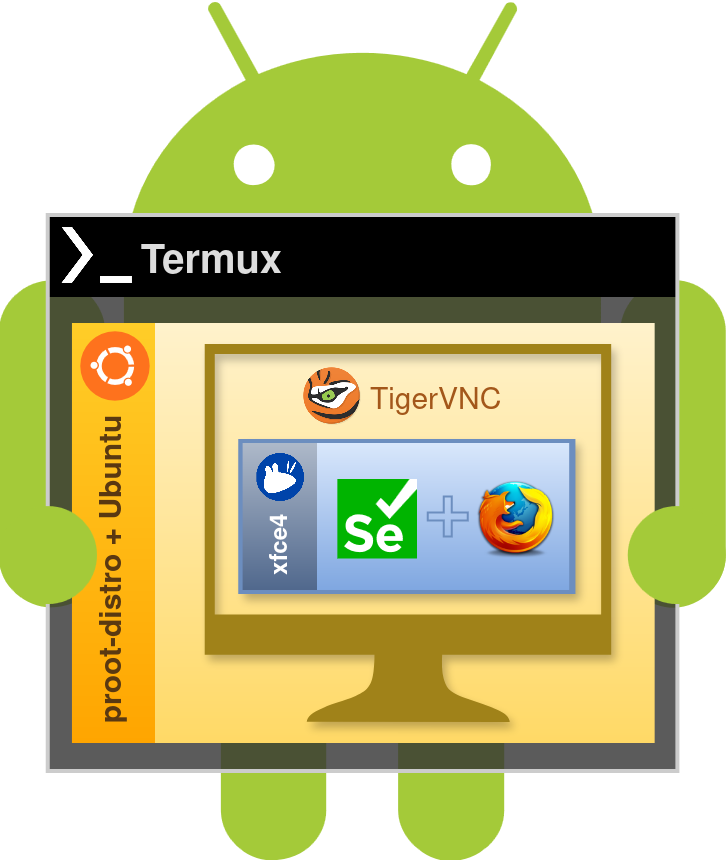 Termux
proot-distro + Ubuntu
TigerVNC
xfce4
Se